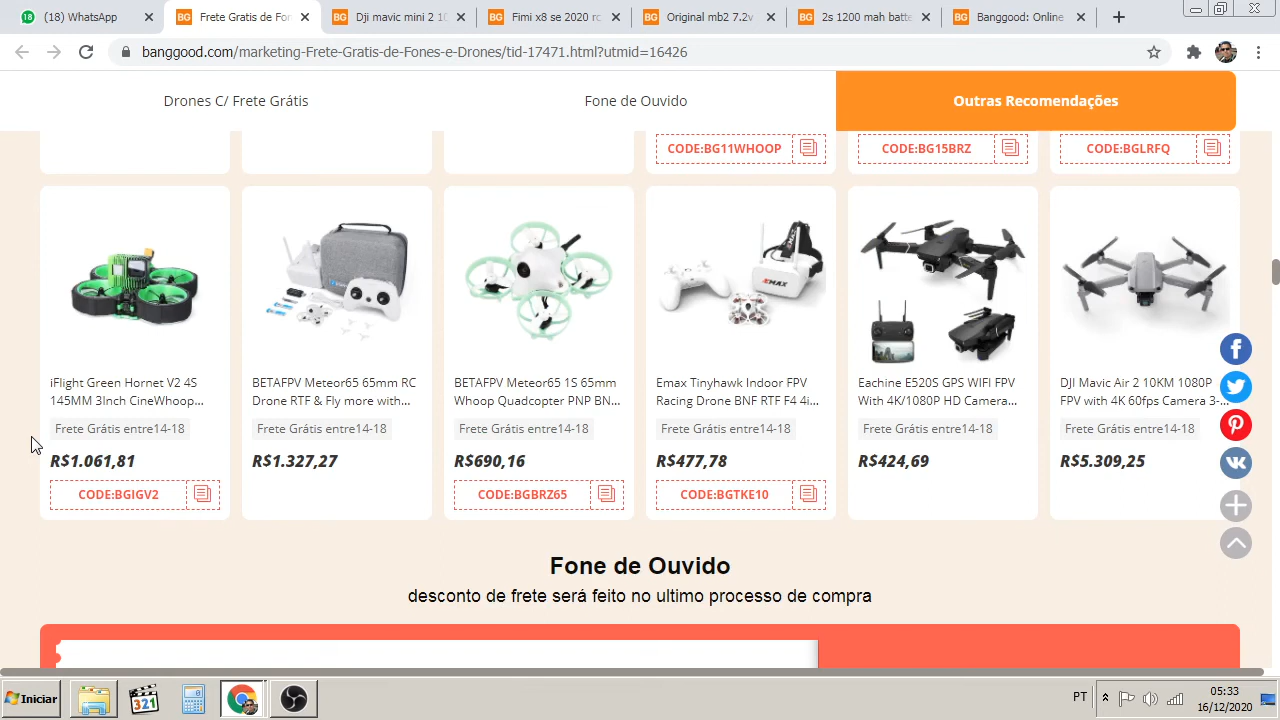 (18) WhatsApp
Frete Gratis de For
Dji mavic mini 2 10
Fimi x8 se 2020 rc
Original mb2 2.2v
2s 1200 mah batte
Banggood: Online
banggood.com/marketing-Frete-Gratis-de-Fones-e-Drones/tid-17471.html?utmid=16426
Drones C/ Frete Grátis
Fone de Ouvido
Outras Recomendações
CODE:BG11WHOOP
CODE:BG15BRZ
CODE:BGLRFQ
iFlight Green Hornet V2 4S
145MM 3Inch CineWhoop...
Frete Grátis entre14-18
R$1.061,81
CODE:BGIGV2
BETAFPV Meteor65 65mm RC
Drone RTF & Fly more with...
Frete Grátis entre14-18
R$1.327,27
BETAFPV Meteor65 1S 65mm
Whoop Quadcopter PNP BN...
Frete Grátis entre14-18
R$690,16
CODE:BGBRZ65
Emax Tinyhawk Indoor FPV
Racing Drone BNF RTF F4 4i...
Frete Grátis entre14-18
R$477,78
CODE:BGTKE10
Eachine E520S GPS WIFI FPV
With 4K/1080P HD Camera...
Frete Grátis entre14-18
R$424,69
DJI Mavic Air 2 10KM 1080P
FPV with 4K 60fps Camera 3-...
Frete Grátis entre14-18
R$5.309,25
Fone de Ouvido
desconto de frete será feito no ultimo processo de compra
Iniciar
321
PT
05:33
16/12/2020